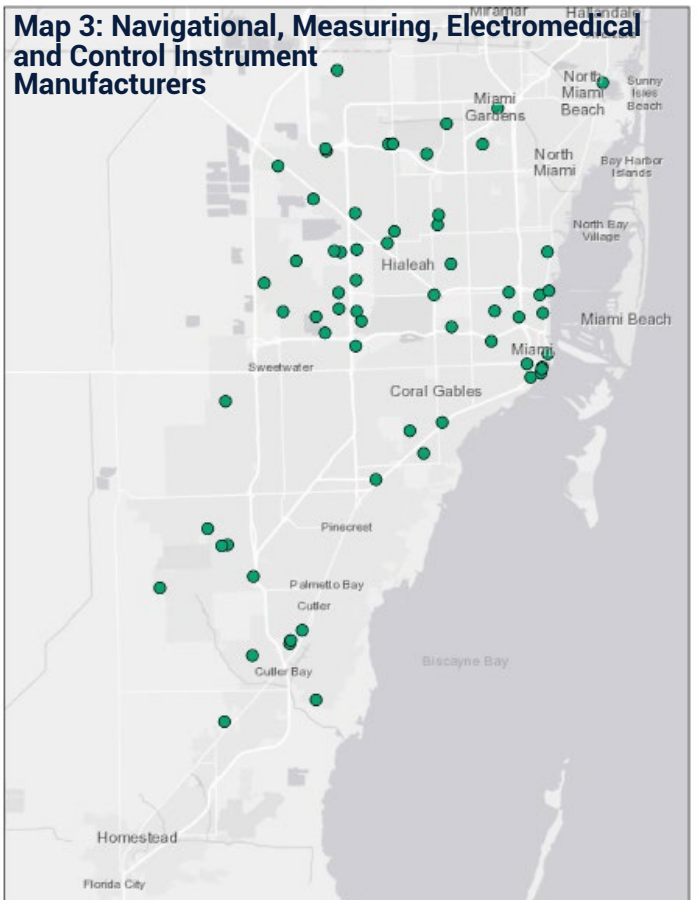 Miramar
Hallandale
Map 3: Navigational, Measuring, Electromedical
and Control Instrument
Manufacturers
North
Miami
Beach
Sunny
Isles
Beach
Miami
Gardens
North
Miami
Bay Harbor
Islands
North Bay
Village
Hialeah
Miami Beach
Miami
Sweetwater
Coral Gables
Pinecrest
Palmetto Bay
Cutler
Biscayne Bay
Cutler Bay
Homestead
Florida City